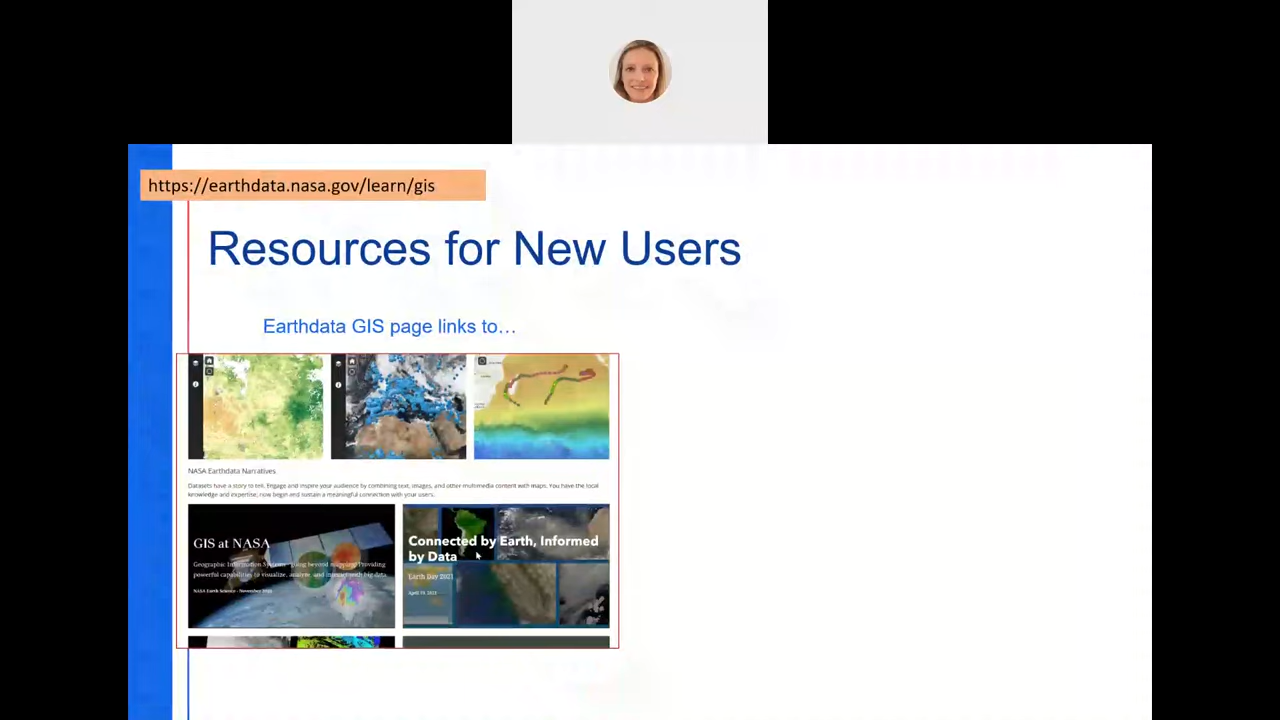 https://earthdata.nasa.gov/learn/gis
Resources for New Users
Earthdata GIS page links to…
NASA Earthdata Narratives
Datasets have a story to tell. Engage and inspire your audience by combining text, images, and other multimedia content with maps. You have the local
knowledge and expertise, now begin and sustain a meaningful connection with your users.
GIS at NASA
Geographic Information Systems - going beyond mapping. Providing
powerful capabilities to visualize, analyze, and interact with big data
NASA Earth Science - November
Connected by Earth, Informed
by Data
Earth Day 2021
April 19, 2021